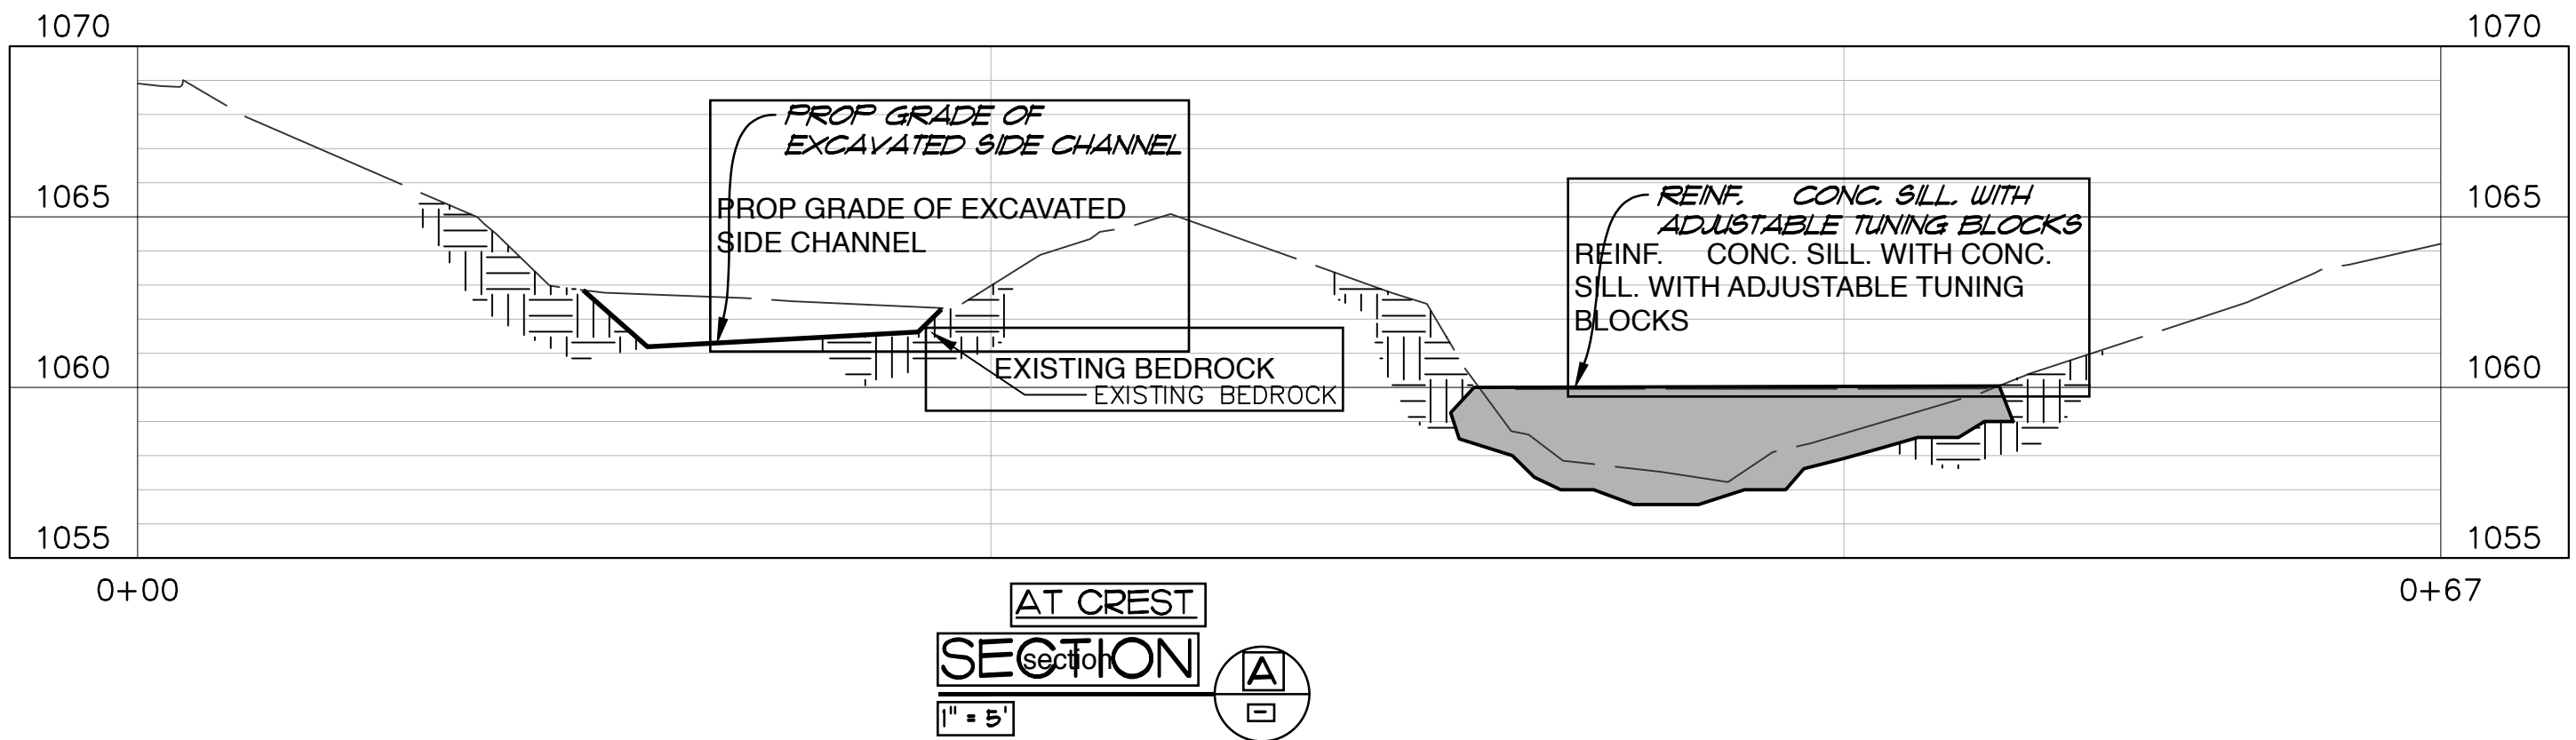 1070
1070
PROP GRADE OF
EXCAVATED SIDE CHANNEL
PROP GRADE OF EXCAVATED
SIDE CHANNEL
1065
1065
REINF. CONC. SILL. WITH
ADJUSTABLE TUNING BLOCKS
REINF. CONC. SILL. WITH CONC.
SILL. WITH ADJUSTABLE TUNING
BLOCKS
EXISTING BEDROCK
EXISTING BEDROCK
1060
1060
1055
1055
0+00
0+67
AT CREST
SECTION
section
A
-
1" = 5'